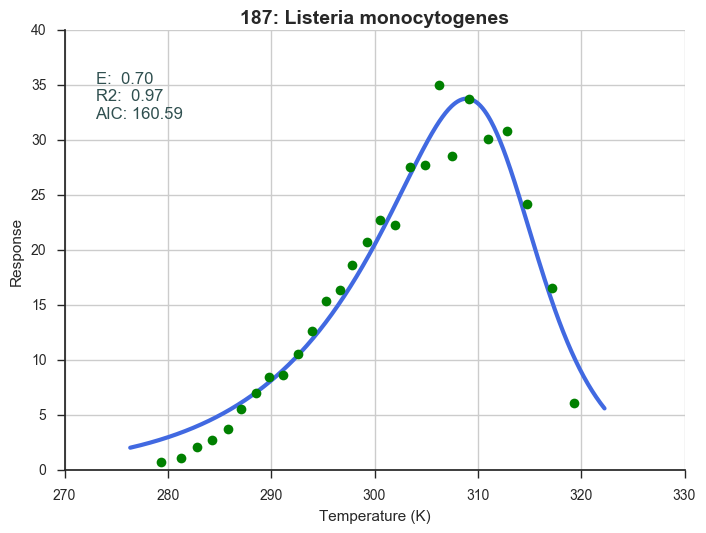 187: Listeria monocytogenes
40
35
30
25
20
15
10
5
0
E:  0.70
R2:  0.97
AIC: 160.59
Response
270 280 290 300 310 320 330
Temperature (K)